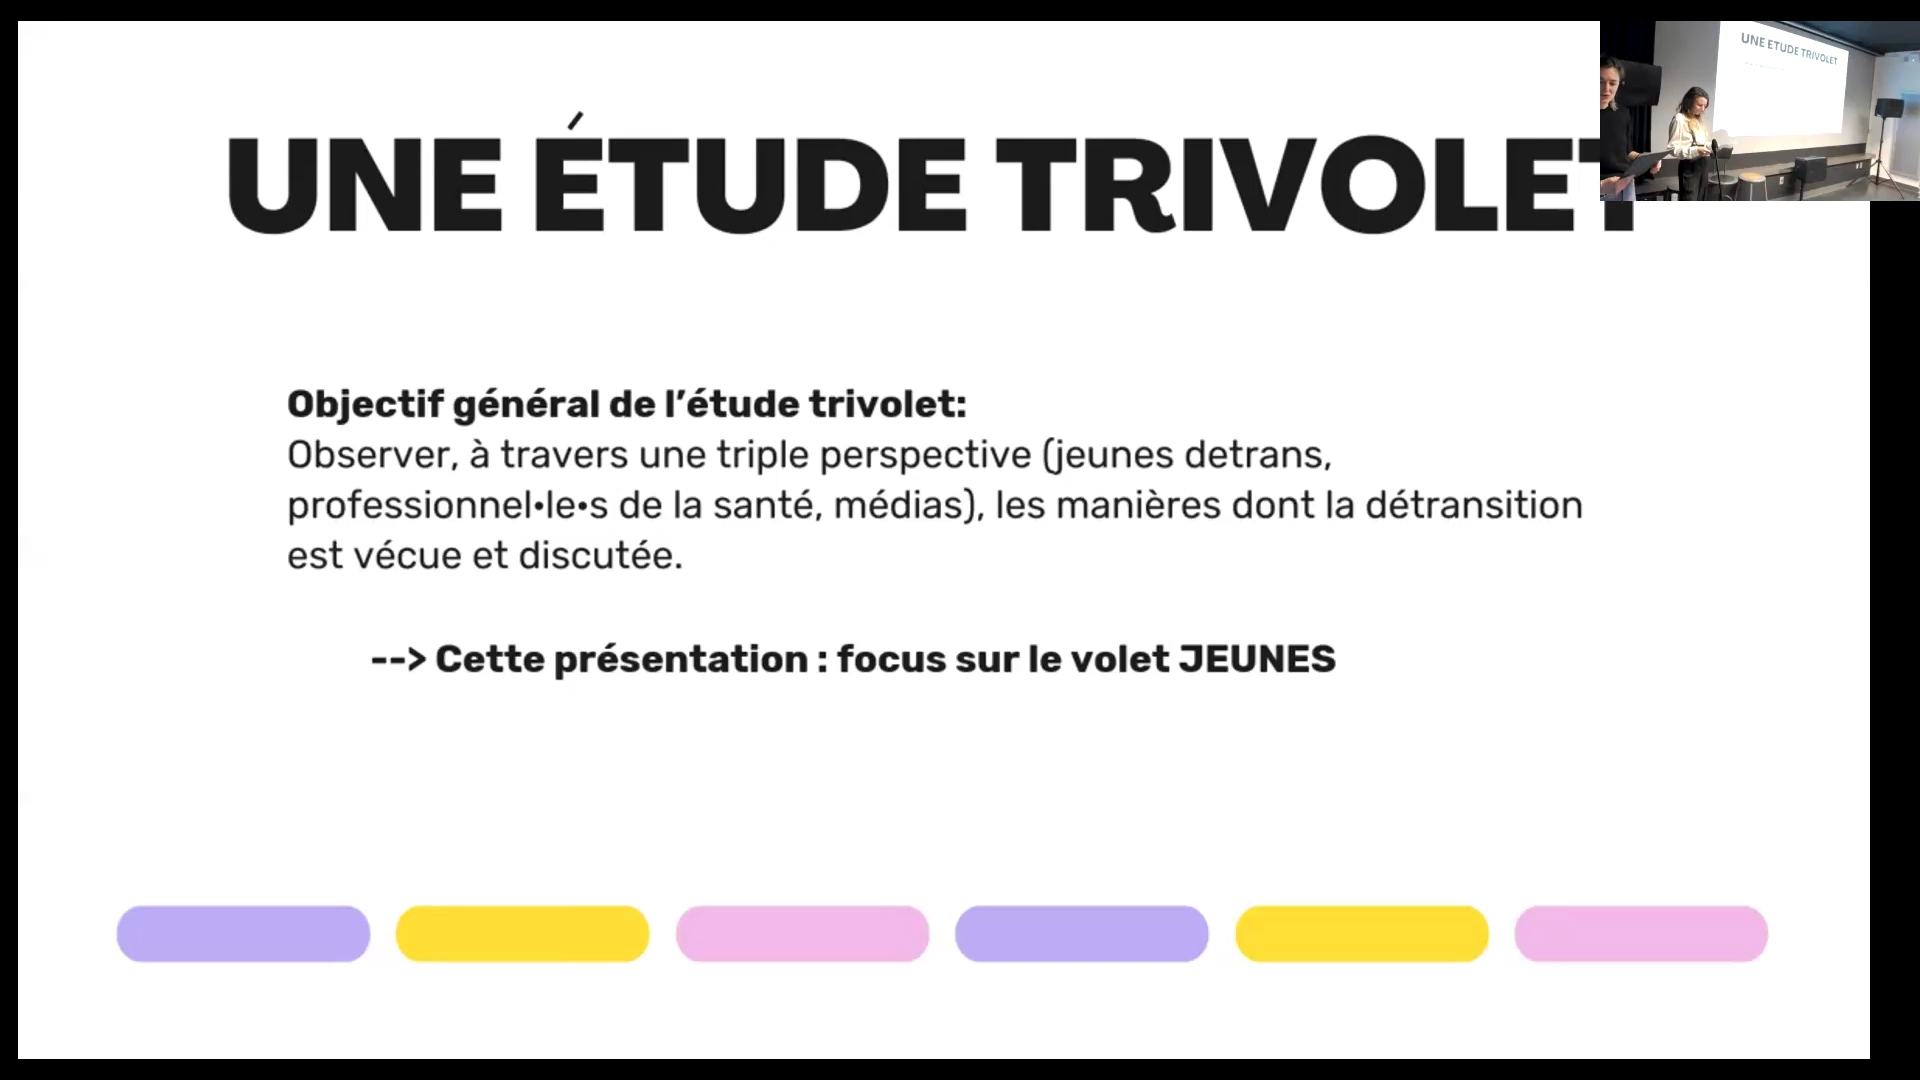 UNE ÉTUDE TRIVOLET
UNE ETUDE TRIVOLET
Objectif général de l’étude trivolet:
Observer, à travers une triple perspective (jeunes detrans,
professionnel•le•s de la santé, médias), les manières dont la détransition
est vécue et discutée.
--> Cette présentation : focus sur le volet JEUNES